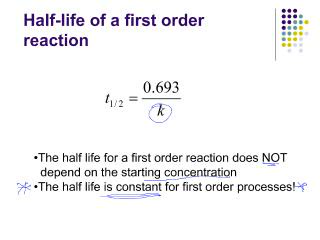 Half-life of a first order
reaction
t1/2 = 0.693 / k
•The half life for a first order reaction does NOT
depend on the starting concentration
•The half life is constant for first order processes!